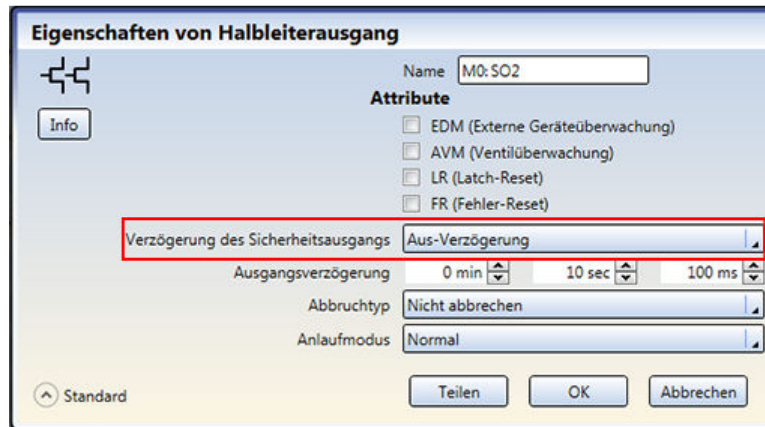 Eigenschaften von Halbleiterausgang
Name M0:SO2
Attribute
Info
EDM (Externe Geräteüberwachung)
AVM (Ventilüberwachung)
LR (Latch-Reset)
FR (Fehler-Reset)
Verzögerung des Sicherheitsausgangs Aus-Verzögerung
Ausgangsverzögerung 0 min 10 sec 100 ms
Abbruchtyp Nicht abbrechen
Anlaufmodus Normal
Standard Teilen OK Abbrechen